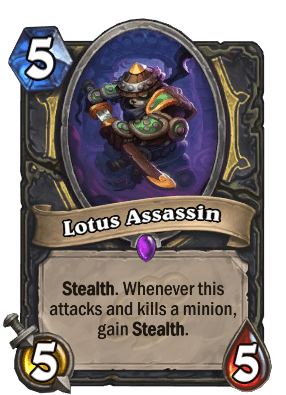 5
Lotus Assassin
Stealth. Whenever this
attacks and kills a minion,
gain Stealth.
5 5